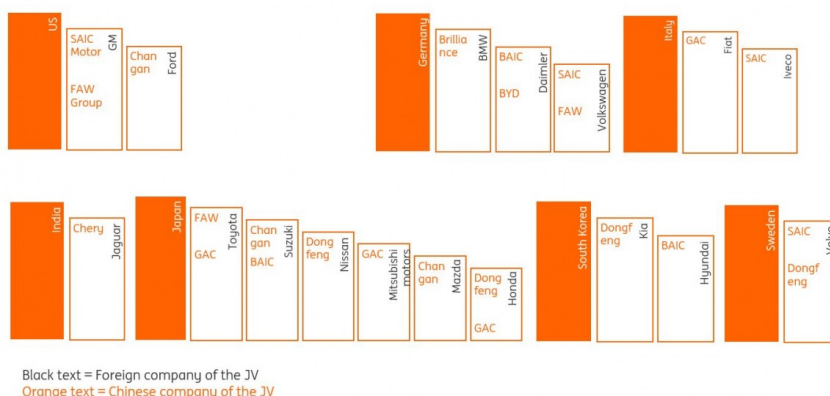 US
SAIC
Motor
FAW
Group
GM
Chan
gan
Ford
Germany
Brillia
nce
BMW
BAIC
BYD
Daimler
SAIC
FAW
Volkswagen
Italy
GAC
Fiat
SAIC
Iveco
India
Chery
Jaguar
Japan
FAW
GAC
Toyota
Chan
gan
BAIC
Suzuki
Dong
feng
Nissan
GAC
Mitsubishi
motors
Chan
gan
Mazda
Dong
feng
GAC
Honda
South Korea
Dongf
eng
Kia
BAIC
Hyundai
Sweden
SAIC
Dongf
eng
Volvo
Black text = Foreign company of the JV
Orange text = Chinese company of the JV